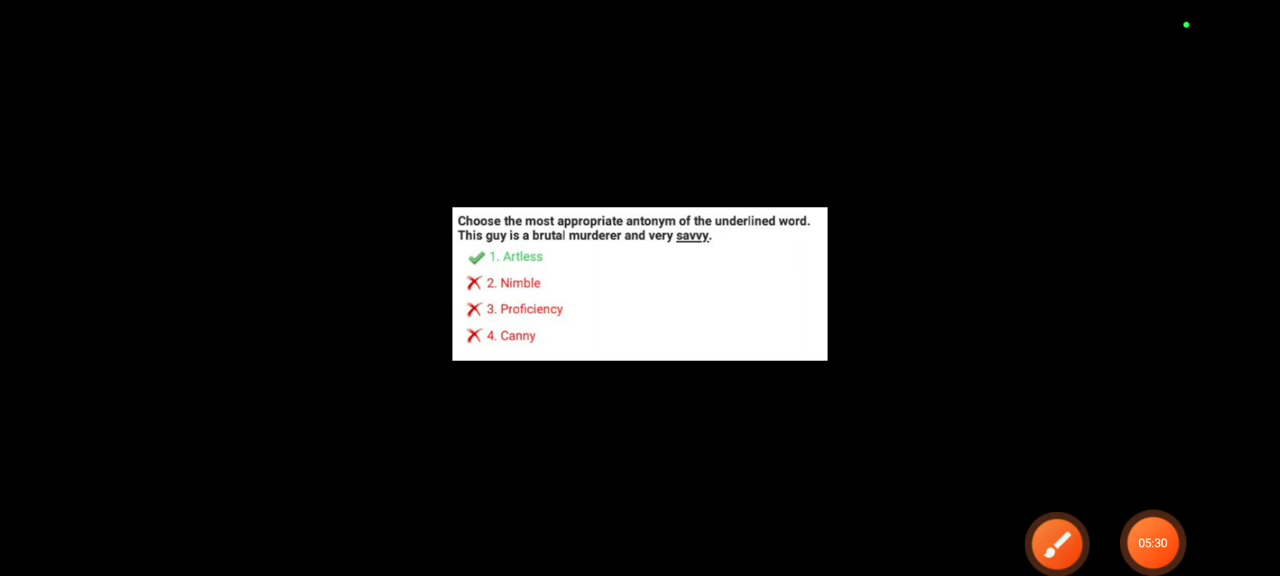 Choose the most appropriate antonym of the underlined word.
This guy is a brutal murderer and very savvy.
1. Artless
2. Nimble
3. Proficiency
4. Canny
05:30